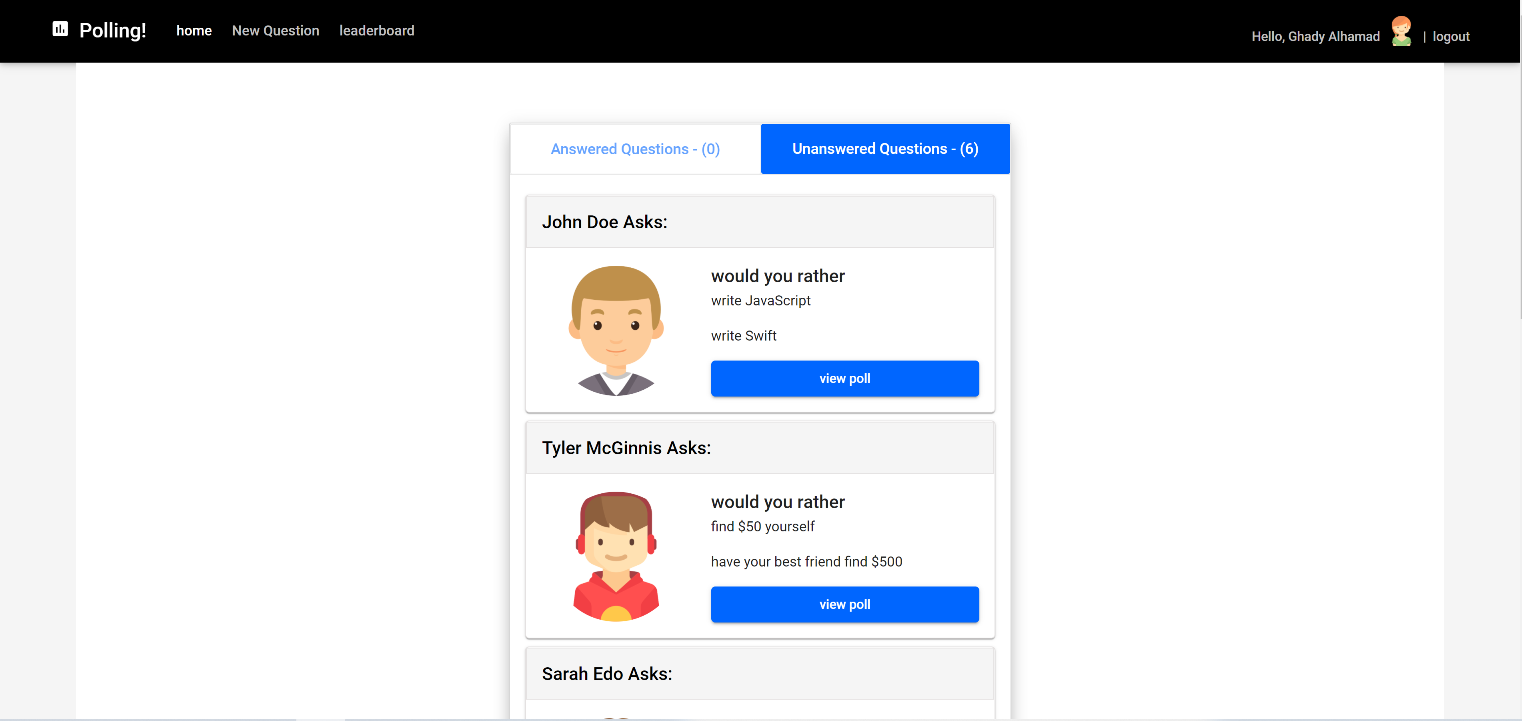 Polling! home New Question leaderboard Hello, Ghady Alhamad | logout
Answered Questions - (0) Unanswered Questions - (6)
John Doe Asks:
would you rather
write JavaScript
write Swift
view poll
Tyler McGinnis Asks:
would you rather
find $50 yourself
have your best friend find $500
view poll
Sarah Edo Asks: